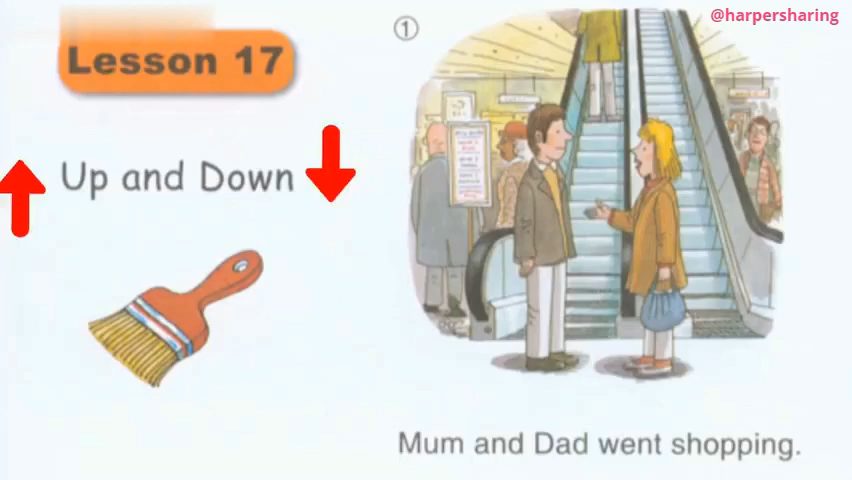 Lesson 17
Up and Down
①
Mum and Dad went shopping.
@harpersharing